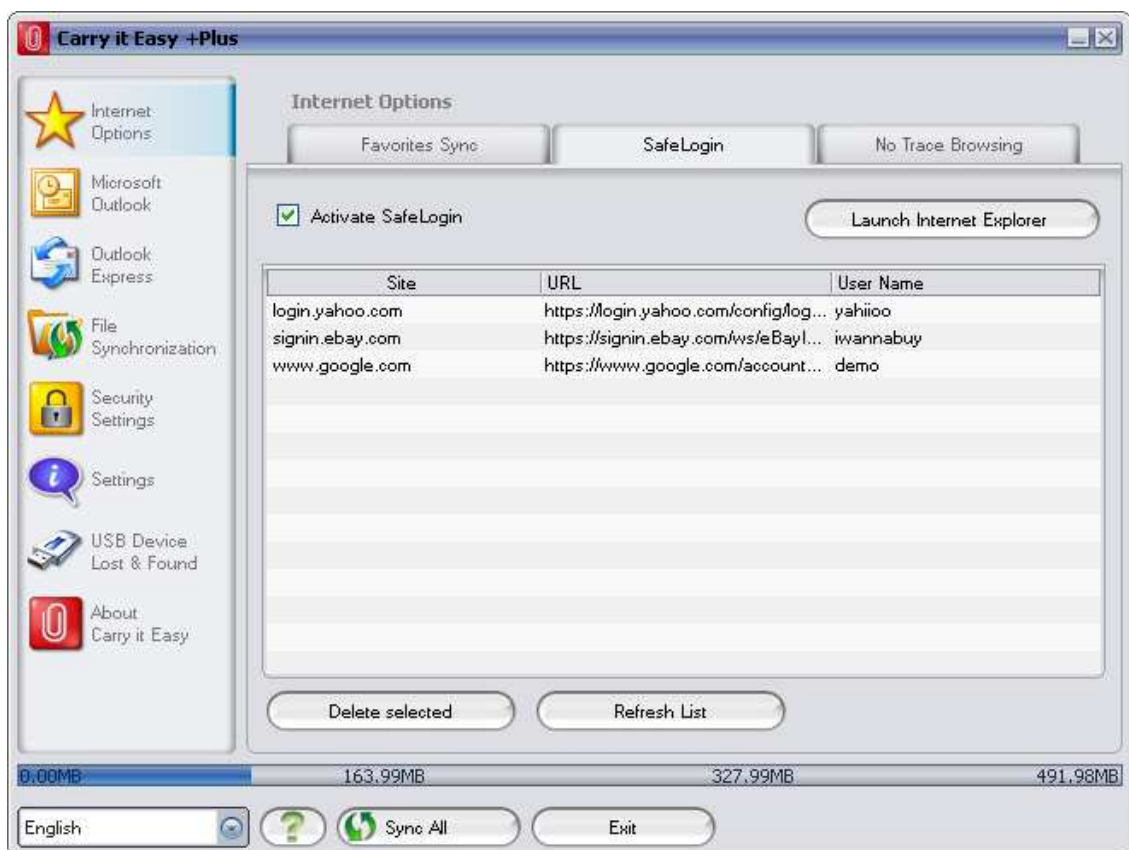 Carry it Easy +Plus
Internet
Options
Microsoft
Outlook
Outlook
Express
File
Synchronization
Security
Settings
Settings
USB Device
Lost & Found
About
Carry it Easy
Internet Options
Favorites Sync SafeLogin No Trace Browsing
Activate SafeLogin Launch Internet Explorer
Site URL User Name
login.yahoo.com https://login.yahoo.com/config/log... yahiioo
signin.ebay.com https://signin.ebay.com/ws/eBayI... iwannabuy
www.google.com https://www.google.com/account... demo
Delete selected Refresh List
0.00MB 163.99MB 327.99MB 491.98MB
English ? Sync All Exit